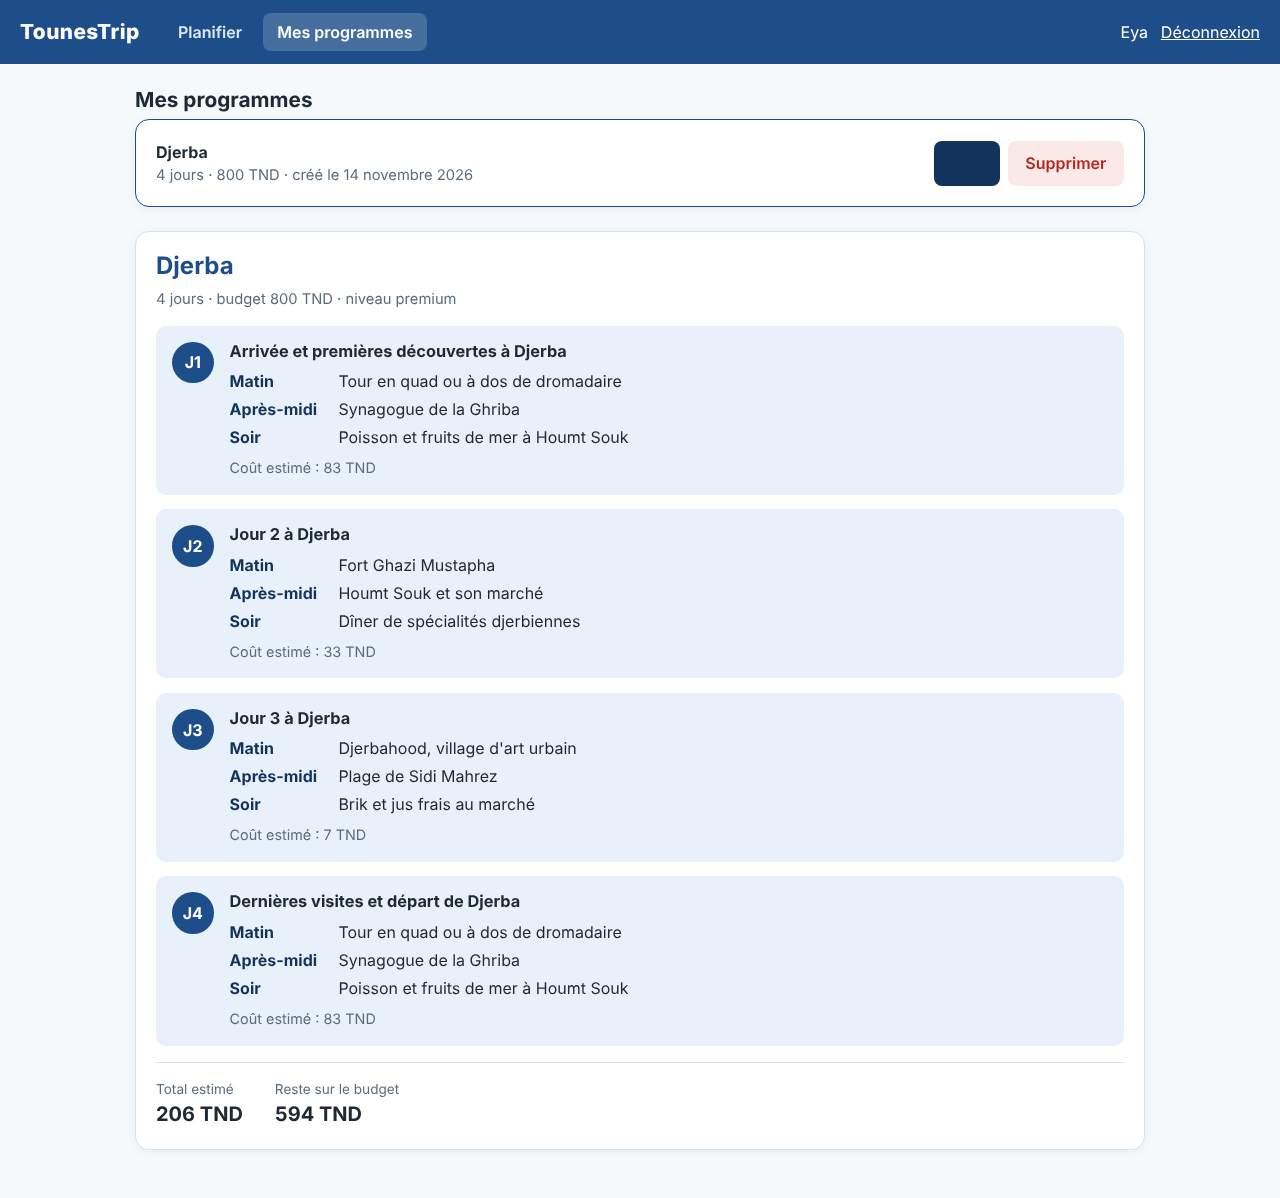 TounesTrip Planifier Mes programmes Eya Déconnexion
Mes programmes
Djerba
4 jours · 800 TND · créé le 14 novembre 2026
Supprimer
Djerba
4 jours · budget 800 TND · niveau premium
J1 Arrivée et premières découvertes à Djerba
Matin Tour en quad ou à dos de dromadaire
Après-midi Synagogue de la Ghriba
Soir Poisson et fruits de mer à Houmt Souk
Coût estimé : 83 TND
J2 Jour 2 à Djerba
Matin Fort Ghazi Mustapha
Après-midi Houmt Souk et son marché
Soir Dîner de spécialités djerbiennes
Coût estimé : 33 TND
J3 Jour 3 à Djerba
Matin Djerbahood, village d'art urbain
Après-midi Plage de Sidi Mahrez
Soir Brik et jus frais au marché
Coût estimé : 7 TND
J4 Dernières visites et départ de Djerba
Matin Tour en quad ou à dos de dromadaire
Après-midi Synagogue de la Ghriba
Soir Poisson et fruits de mer à Houmt Souk
Coût estimé : 83 TND
Total estimé Reste sur le budget
206 TND 594 TND